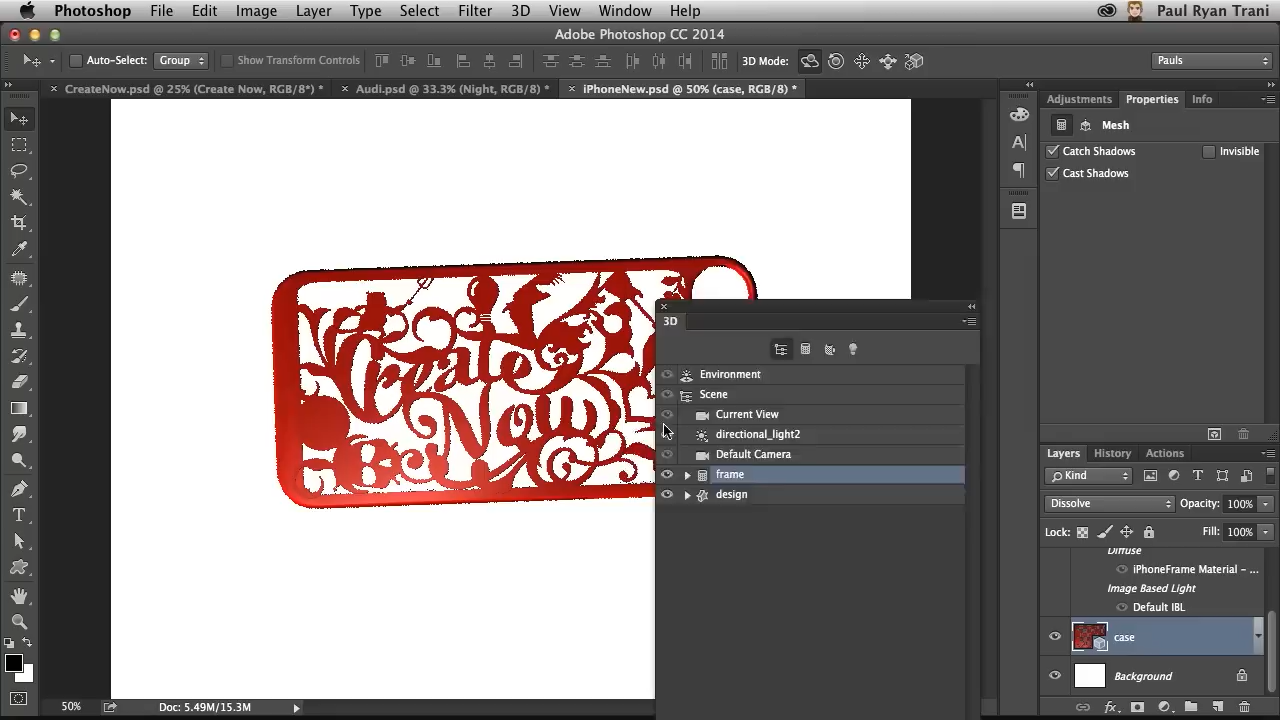 Photoshop File Edit Image Layer Type Select Filter 3D View Window Help Paul Ryan Trani
Adobe Photoshop CC 2014
Auto-Select: Group Show Transform Controls 3D Mode: Pauls
CreateNow.psd @ 25% (Create Now, RGB/8*) * Audi.psd @ 33.3% (Night, RGB/8) * iPhoneNew.psd @ 50% (case, RGB/8) *
Adjustments Properties Info
Mesh
Catch Shadows Invisible
Cast Shadows
Create
Now
3D
Environment
Scene
Current View
directional_light2
Default Camera
frame
design
Layers History Actions
Kind
Dissolve Opacity: 100%
Lock: Fill: 100%
Diffuse
iPhoneFrame Material - ...
Image Based Light
Default IBL
case
Background
50% Doc: 5.49M/15.3M